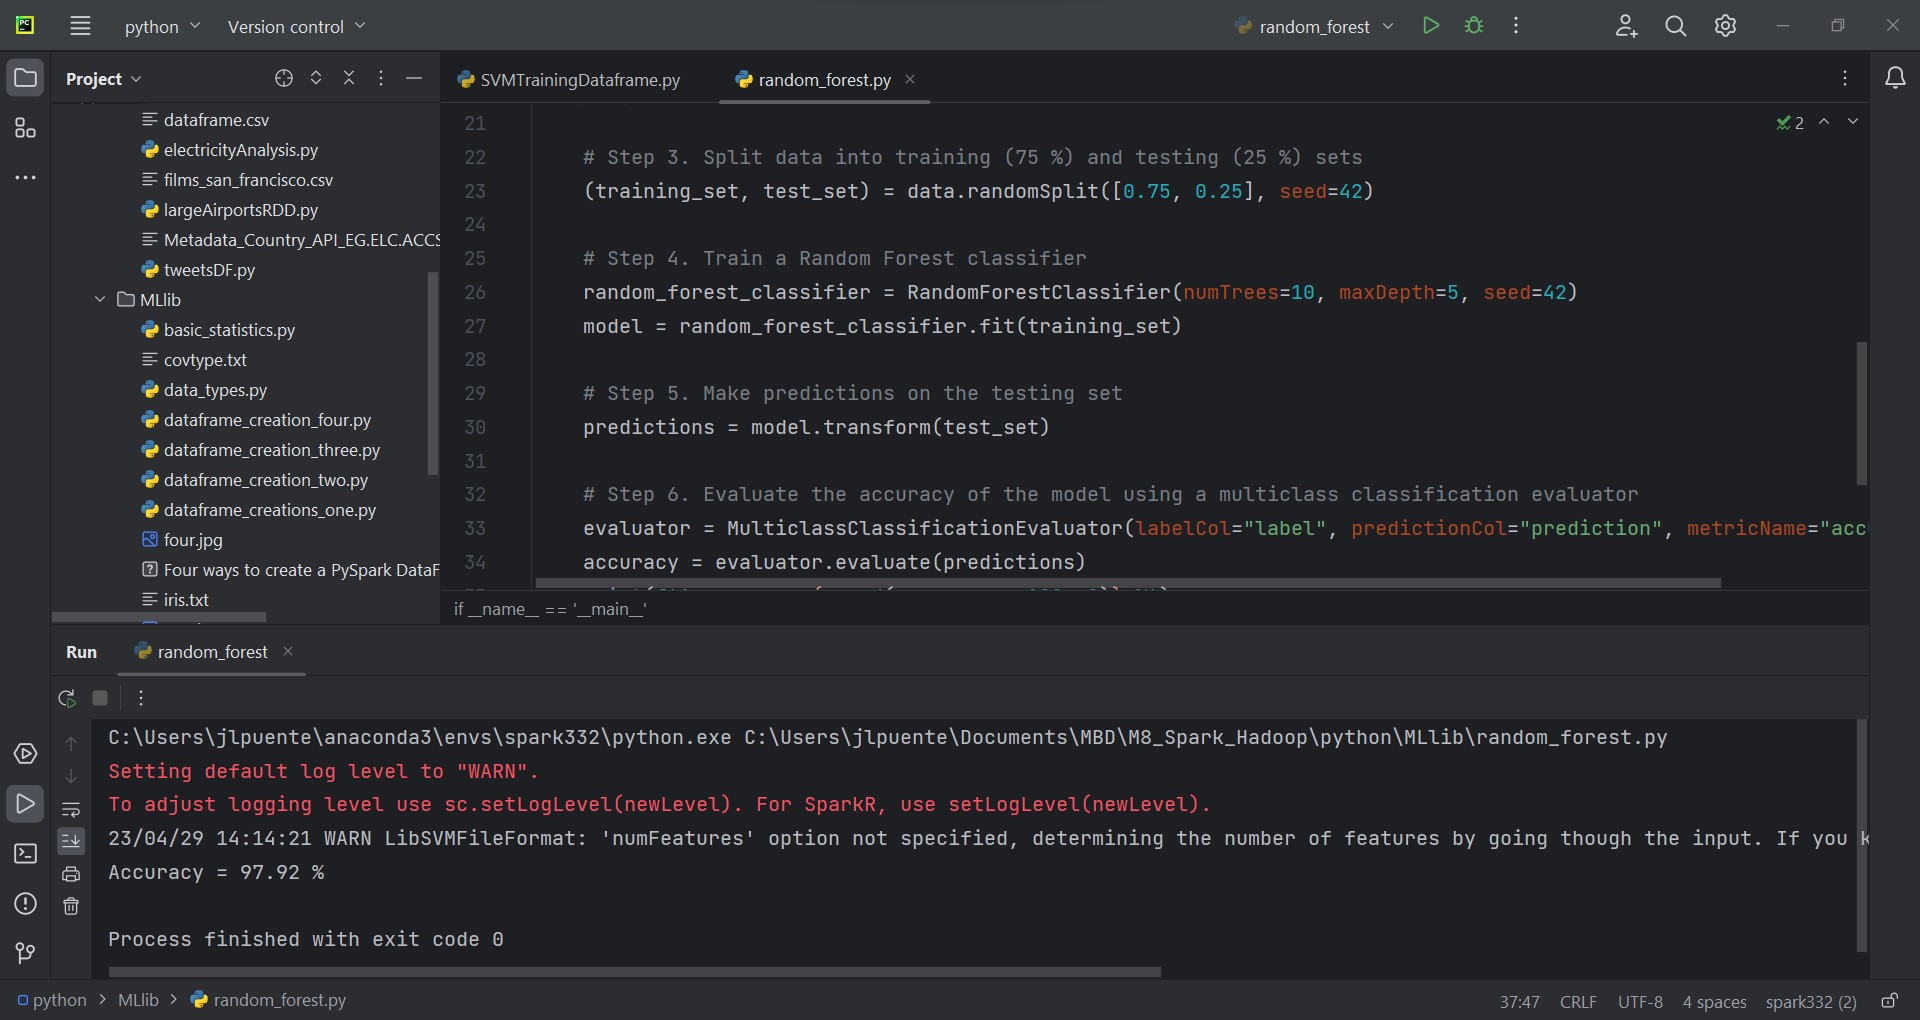 python
Version control
random_forest
Project
dataframe.csv
electricityAnalysis.py
films_san_francisco.csv
largeAirportsRDD.py
Metadata_Country_API_EG.ELC.ACCS
tweetsDF.py
MLlib
basic_statistics.py
covtype.txt
data_types.py
dataframe_creation_four.py
dataframe_creation_three.py
dataframe_creation_two.py
dataframe_creations_one.py
four.jpg
Four ways to create a PySpark DataF
iris.txt
SVMTrainingDataframe.py
random_forest.py
2
21
22 # Step 3. Split data into training (75 %) and testing (25 %) sets
23 (training_set, test_set) = data.randomSplit([0.75, 0.25], seed=42)
24
25 # Step 4. Train a Random Forest classifier
26 random_forest_classifier = RandomForestClassifier(numTrees=10, maxDepth=5, seed=42)
27 model = random_forest_classifier.fit(training_set)
28
29 # Step 5. Make predictions on the testing set
30 predictions = model.transform(test_set)
31
32 # Step 6. Evaluate the accuracy of the model using a multiclass classification evaluator
33 evaluator = MulticlassClassificationEvaluator(labelCol="label", predictionCol="prediction", metricName="acc
34 accuracy = evaluator.evaluate(predictions)
if __name__ == '__main__'
Run
random_forest
C:\Users\jlpuente\anaconda3\envs\spark332\python.exe C:\Users\jlpuente\Documents\MBD\M8_Spark_Hadoop\python\MLlib\random_forest.py
Setting default log level to "WARN".
To adjust logging level use sc.setLogLevel(newLevel). For SparkR, use setLogLevel(newLevel).
23/04/29 14:14:21 WARN LibSVMFileFormat: 'numFeatures' option not specified, determining the number of features by going though the input. If you k
Accuracy = 97.92 %
Process finished with exit code 0
python > MLlib > random_forest.py
37:47 CRLF UTF-8 4 spaces spark332 (2)